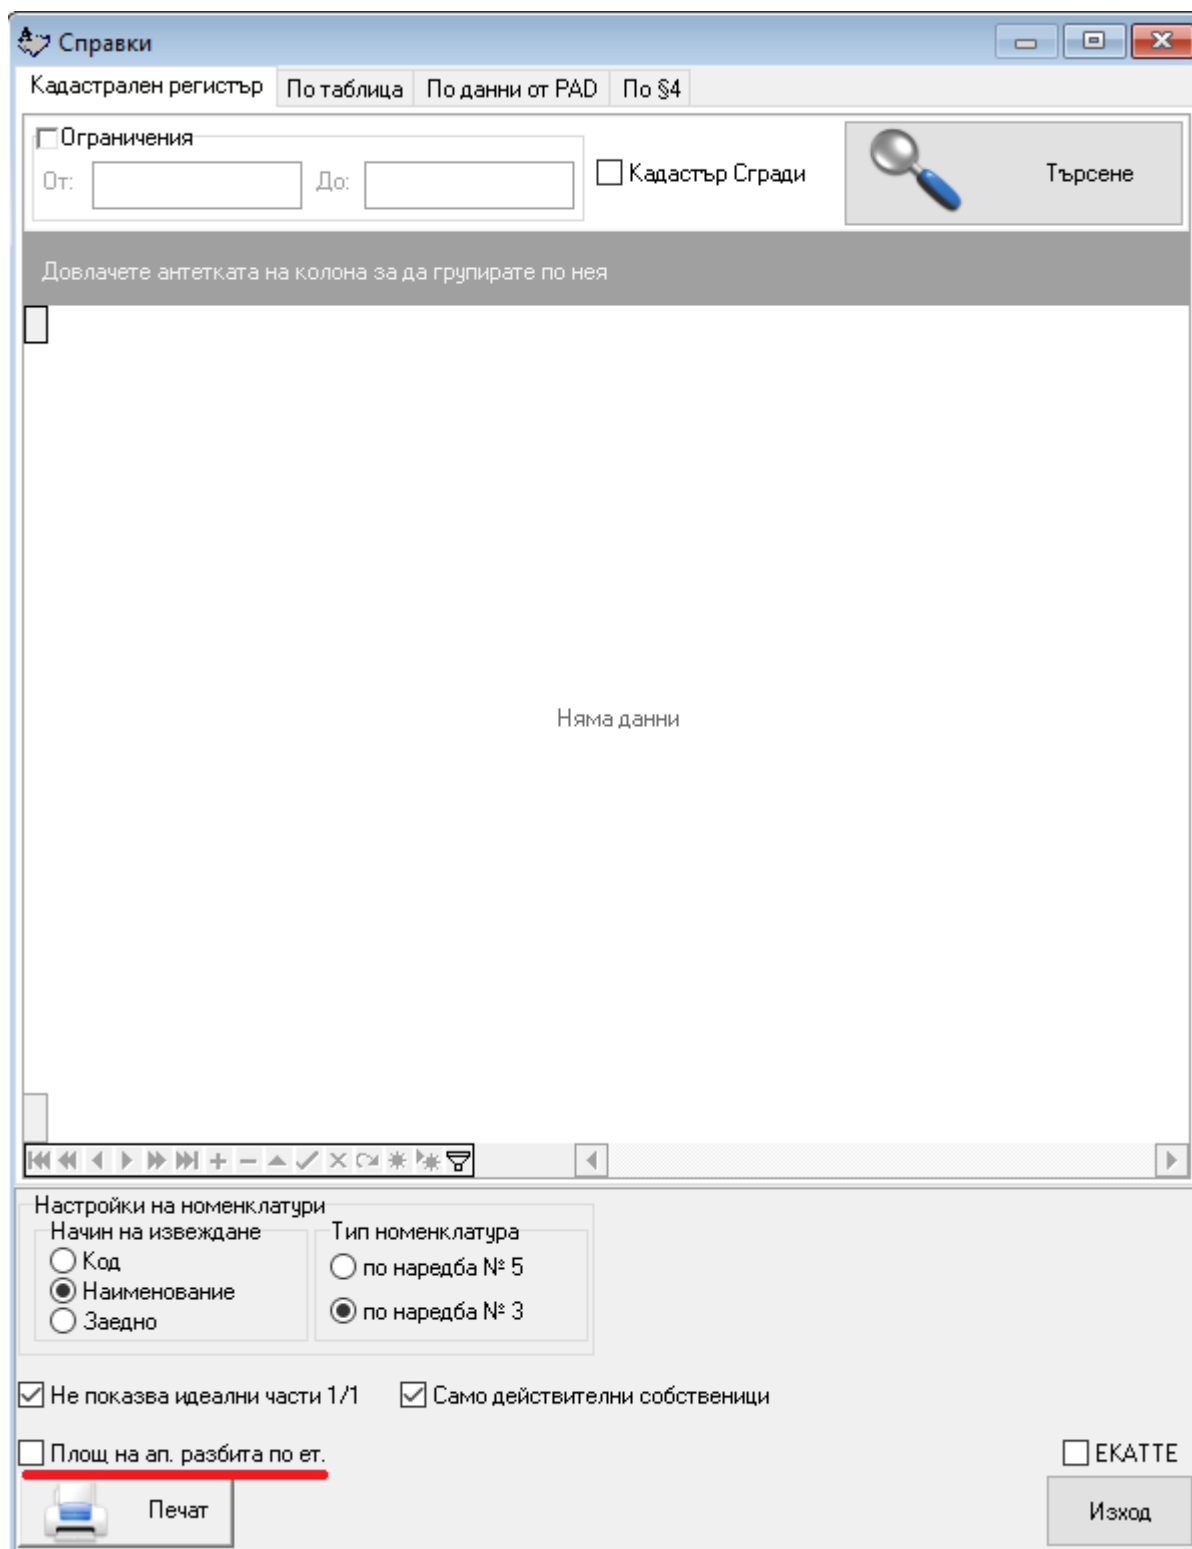 Справки
Кадастрален регистър По таблица По данни от PAD По §4
Ограничения
От: До: Кадастър Сгради Търсене
Довлачете антетката на колона за да групирате по нея
Няма данни
Настройки на номенклатури
Начин на извеждане Тип номенклатура
Код
по наредба № 5
Наименование
по наредба № 3
Заедно
Не показва идеални части 1/1 Само действителни собственици
Площ на ап. разбита по ет. ЕКАТТЕ
Печат Изход